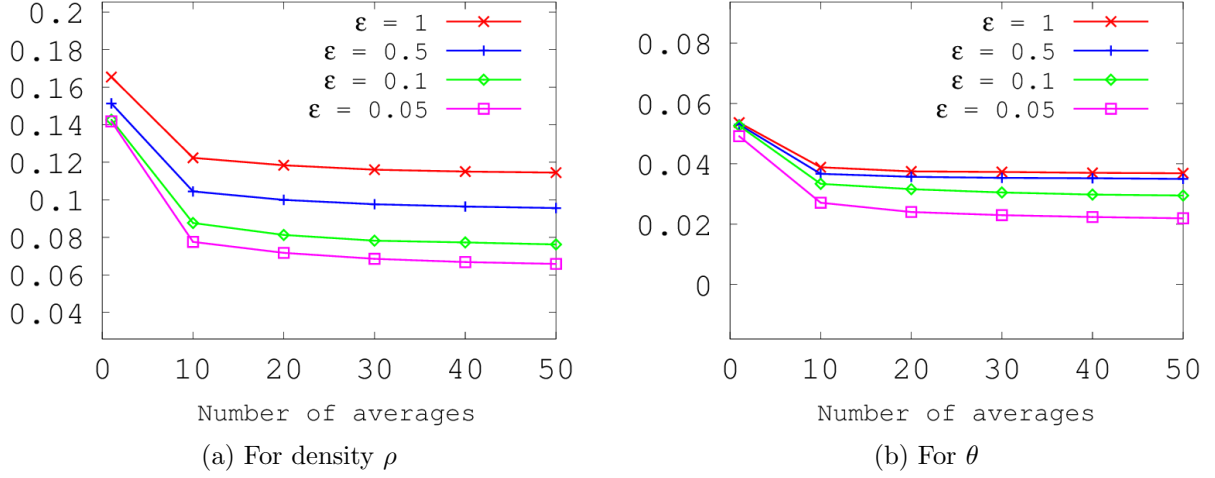 0.2
0.18
0.16
0.14
0.12
0.1
0.08
0.06
0.04
0 10 20 30 40 50
ε = 1
ε = 0.5
ε = 0.1
ε = 0.05
Number of averages
(a) For density ρ
0.08
0.06
0.04
0.02
0
0 10 20 30 40 50
ε = 1
ε = 0.5
ε = 0.1
ε = 0.05
Number of averages
(b) For θ